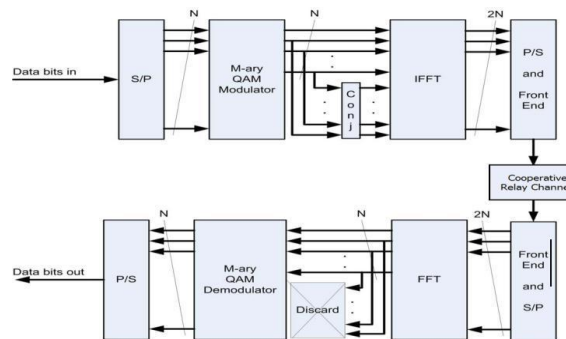 N
N
2N
Data bits in
S/P
M-ary
QAM
Modulator
C
o
n
j
IFFT
P/S
and
Front
End
Cooperative
Relay Channel
N
N
2N
Data bits out
P/S
M-ary
QAM
Demodulator
Discard
FFT
Front
End
and
S/P